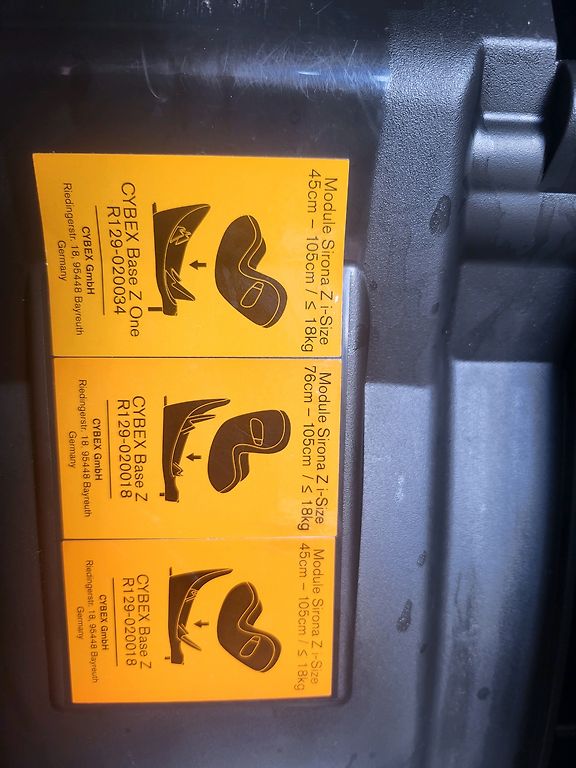 Module Sirona Z i-Size
45cm – 105cm / ≤ 18kg
CYBEX Base Z One
R129-020034
CYBEX GmbH
Riedingerstr. 18, 95448 Bayreuth
Germany
Module Sirona Z i-Size
76cm – 105cm / ≤ 18kg
CYBEX Base Z
R129-020018
CYBEX GmbH
Riedingerstr. 18, 95448 Bayreuth
Germany
Module Sirona Z i-Size
45cm – 105cm / ≤ 18kg
CYBEX Base Z
R129-020018
CYBEX GmbH
Riedingerstr. 18, 95448 Bayreuth
Germany